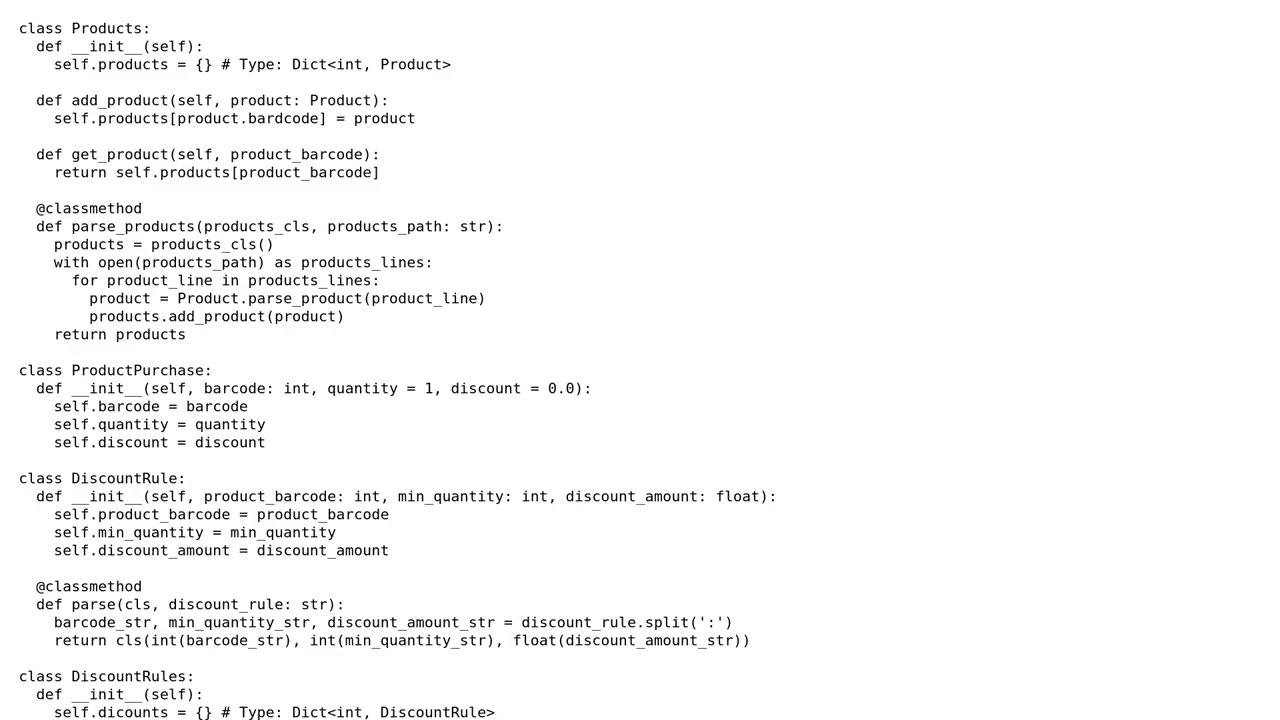 class Products:
  def __init__(self):
    self.products = {} # Type: Dict<int, Product>

  def add_product(self, product: Product):
    self.products[product.bardcode] = product

  def get_product(self, product_barcode):
    return self.products[product_barcode]

  @classmethod
  def parse_products(products_cls, products_path: str):
    products = products_cls()
    with open(products_path) as products_lines:
      for product_line in products_lines:
        product = Product.parse_product(product_line)
        products.add_product(product)
    return products

class ProductPurchase:
  def __init__(self, barcode: int, quantity = 1, discount = 0.0):
    self.barcode = barcode
    self.quantity = quantity
    self.discount = discount

class DiscountRule:
  def __init__(self, product_barcode: int, min_quantity: int, discount_amount: float):
    self.product_barcode = product_barcode
    self.min_quantity = min_quantity
    self.discount_amount = discount_amount

  @classmethod
  def parse(cls, discount_rule: str):
    barcode_str, min_quantity_str, discount_amount_str = discount_rule.split(':')
    return cls(int(barcode_str), int(min_quantity_str), float(discount_amount_str))

class DiscountRules:
  def __init__(self):
    self.dicounts = {} # Type: Dict<int, DiscountRule>